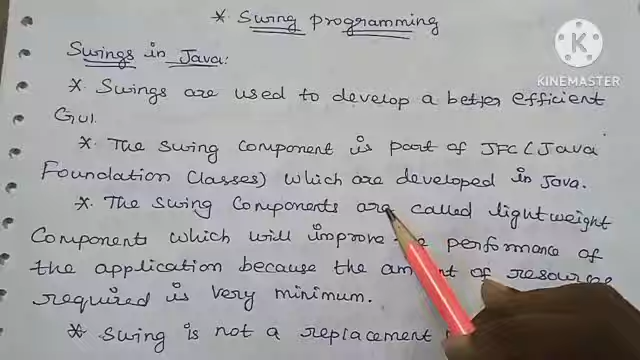 * Swing programming
Swings in Java:
* Swings are used to develop a better efficient
GUI.
* The Swing Component is part of JFC (Java
Foundation Classes) which are developed in Java.
* The Swing Components are called lightweight
Components which will improve the performance of
the application because the amount of resource
required is very minimum.
* Swing is not a replacement
KINEMASTER